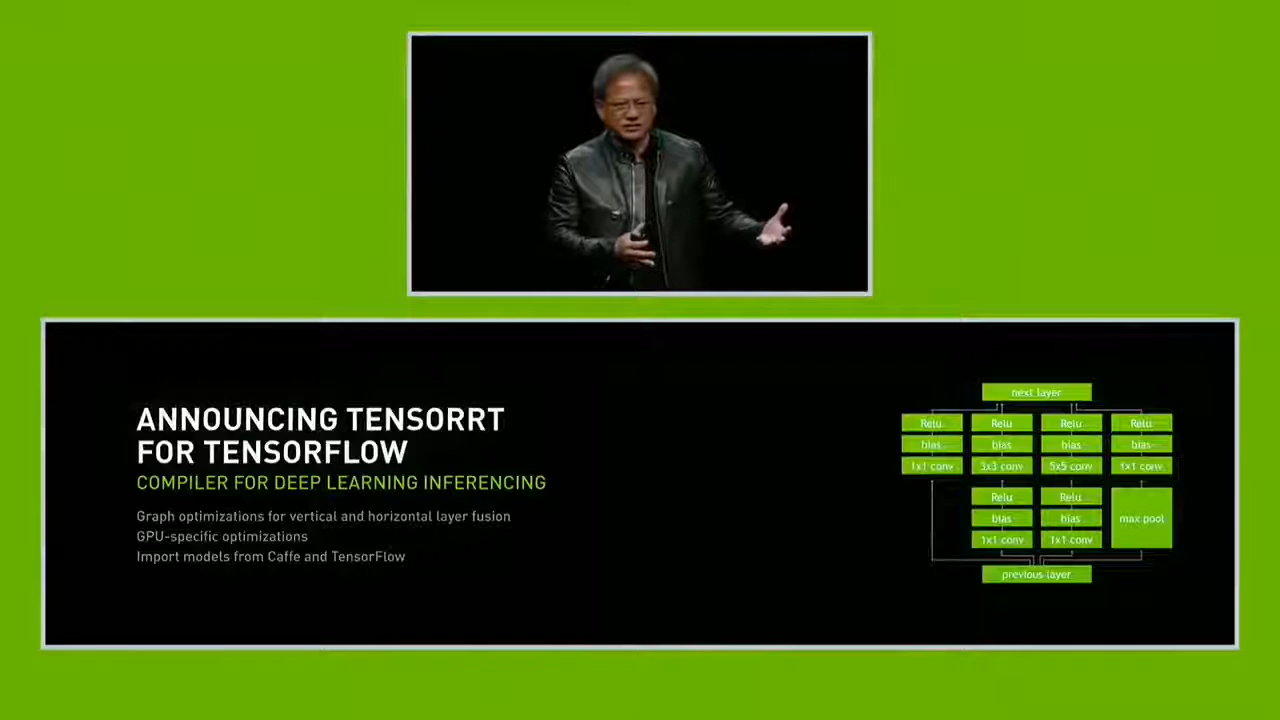 ANNOUNCING TENSORRT
FOR TENSORFLOW
COMPILER FOR DEEP LEARNING INFERENCING
Graph optimizations for vertical and horizontal layer fusion
GPU-specific optimizations
Import models from Caffe and TensorFlow
next layer
Relu Relu Relu Relu
bias bias bias bias
1x1 conv 3x3 conv 5x5 conv 1x1 conv
Relu Relu
bias bias max pool
1x1 conv 1x1 conv
previous layer